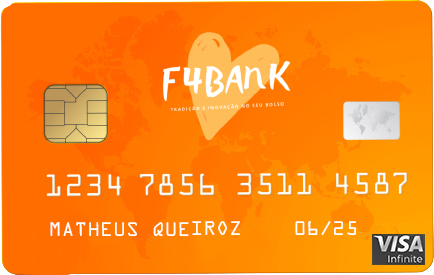 F4BANK
TRADIÇÃO E INOVAÇÃO NO SEU BOLSO
1234 7856 3511 4587
MATHEUS QUEIROZ 06/25
VISA
Infinite